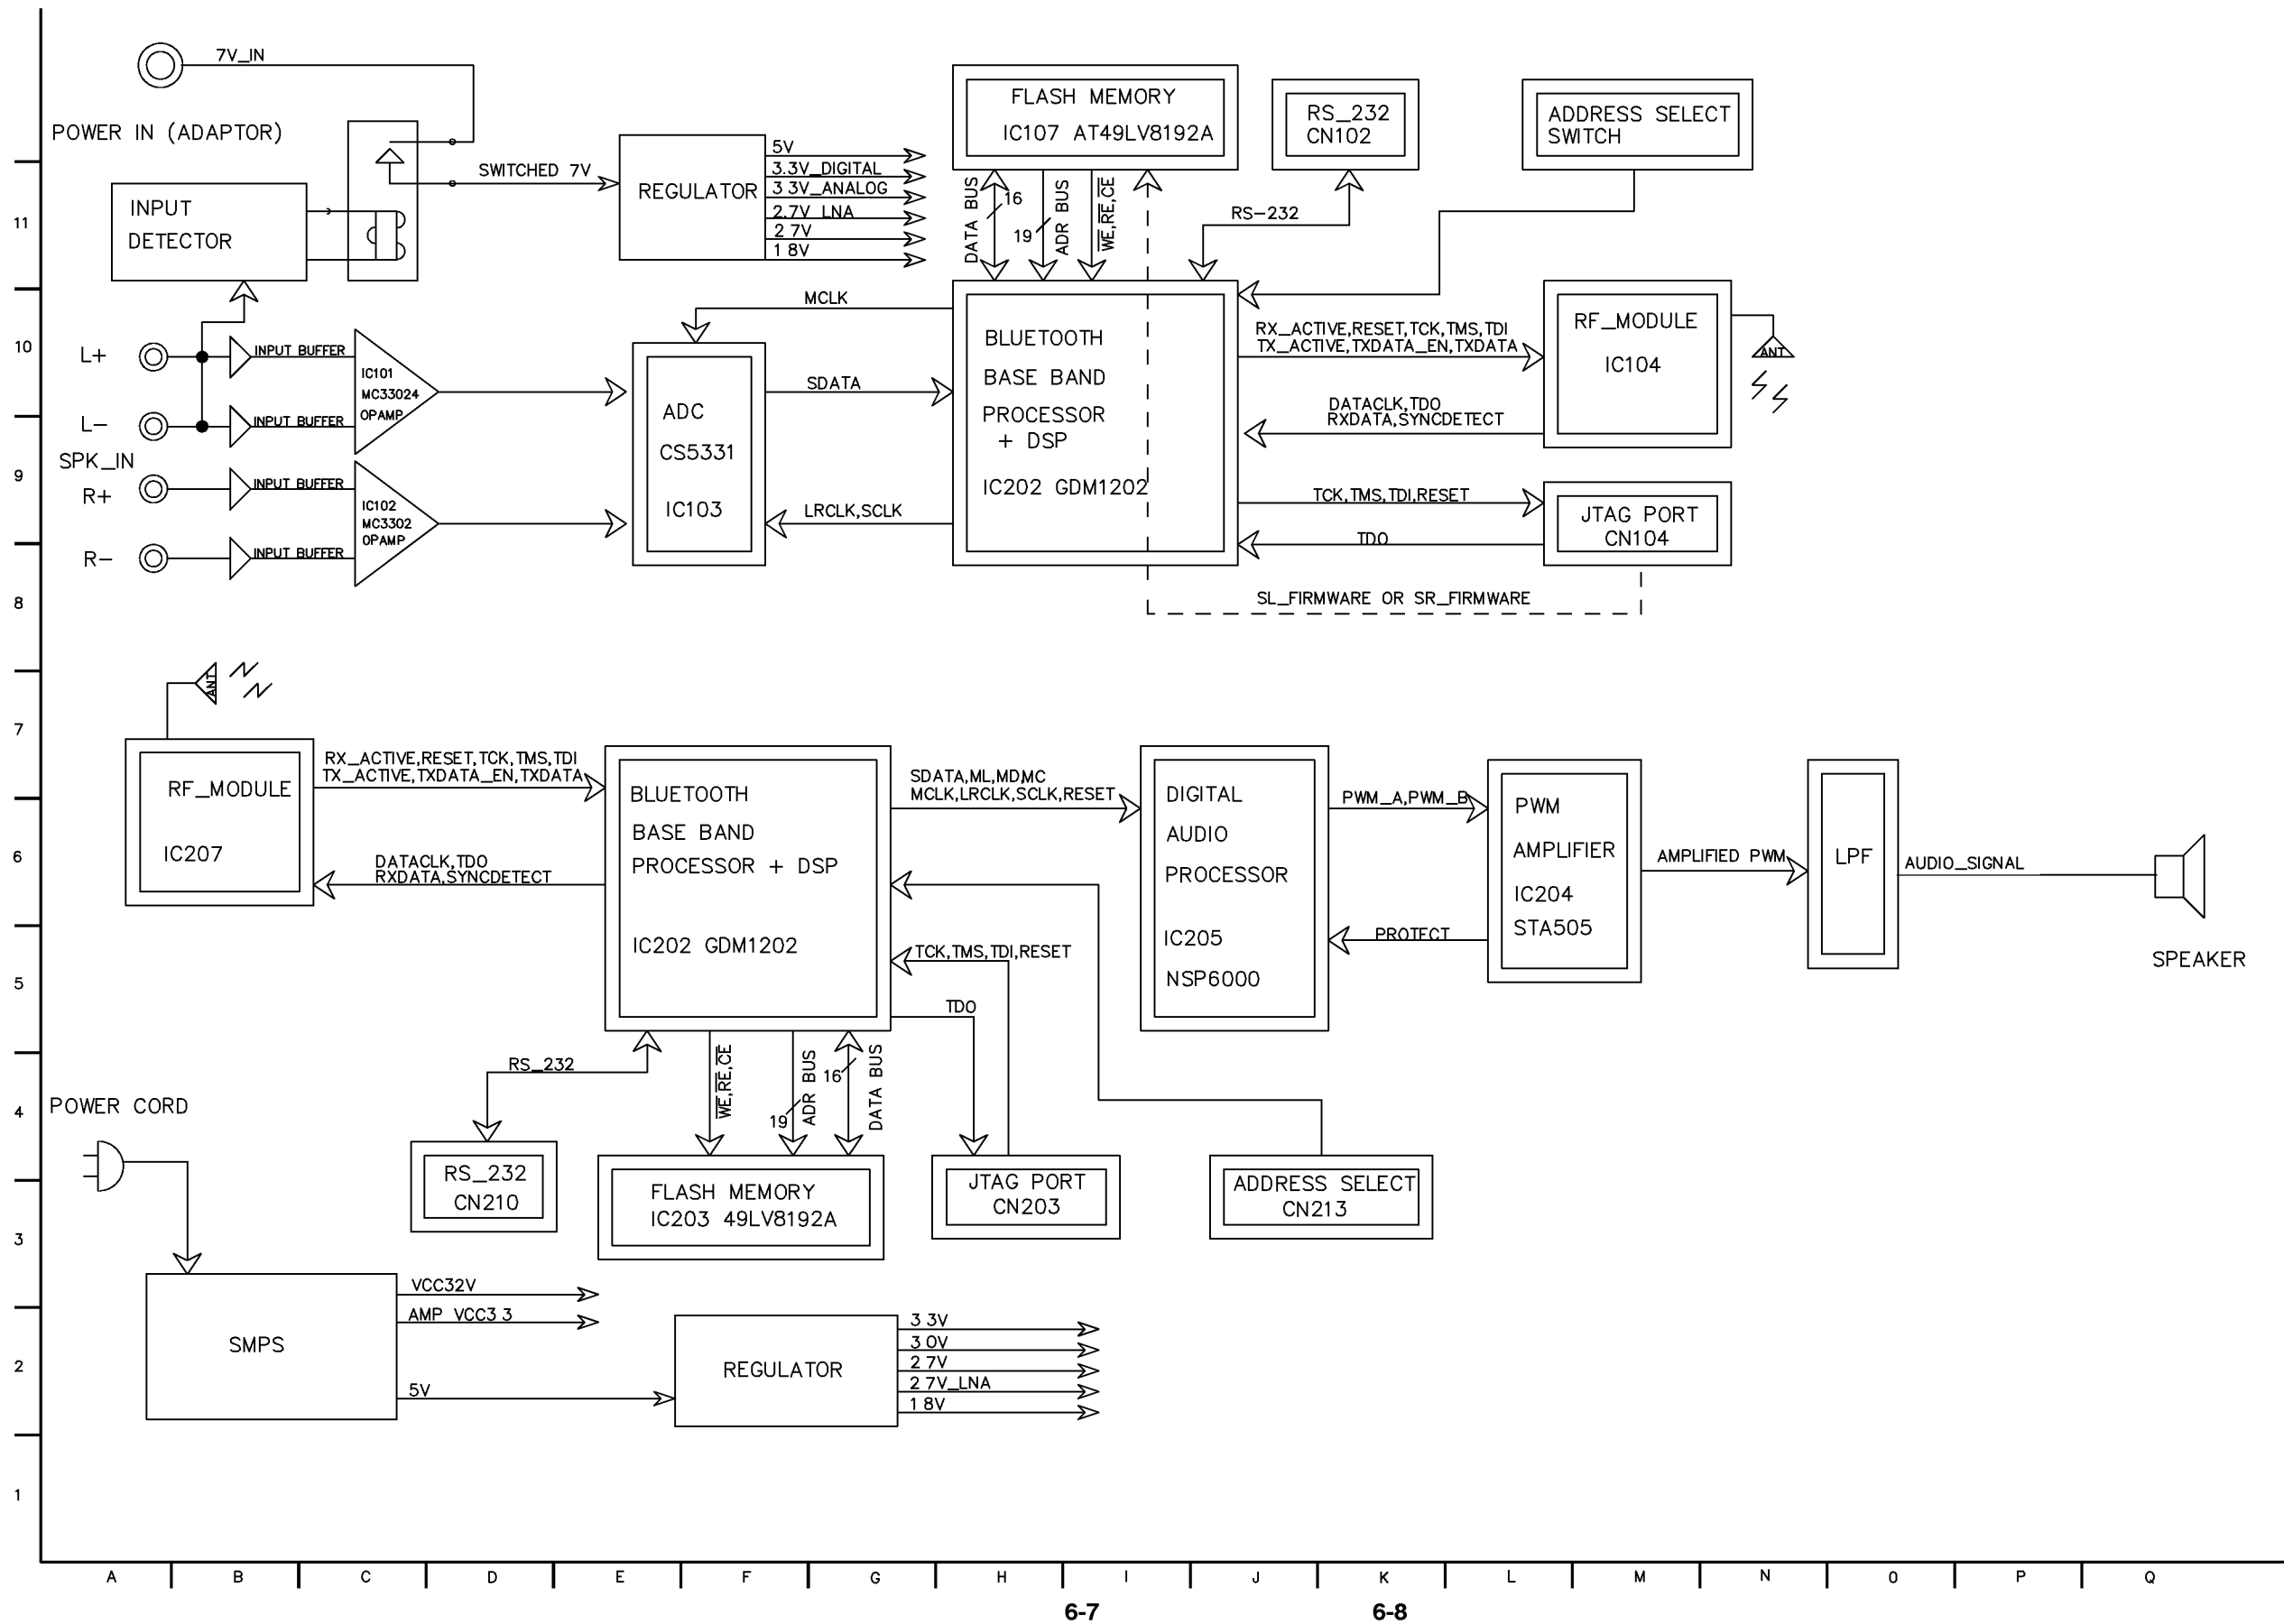 7V_IN
POWER IN (ADAPTOR)
INPUT
DETECTOR
SWITCHED 7V
REGULATOR
5V
3.3V_DIGITAL
3 3V_ANALOG
2.7V_LNA
2 7V
1 8V
FLASH MEMORY
IC107 AT49LV8192A
RS_232
CN102
ADDRESS SELECT
SWITCH
DATA BUS
16
19
ADR BUS
WE,RE,CE
RS-232
L+
L-
SPK_IN
R+
R-
INPUT BUFFER
INPUT BUFFER
INPUT BUFFER
INPUT BUFFER
IC101
MC33024
OPAMP
IC102
MC3302
OPAMP
MCLK
ADC
CS5331
IC103
SDATA
LRCLK,SCLK
BLUETOOTH
BASE BAND
PROCESSOR
+ DSP
IC202 GDM1202
RX_ACTIVE,RESET,TCK,TMS,TDI
TX_ACTIVE,TXDATA_EN,TXDATA
DATACLK,TDO
RXDATA,SYNCDETECT
RF_MODULE
IC104
ANT
TCK,TMS,TDI,RESET
TDO
JTAG PORT
CN104
SL_FIRMWARE OR SR_FIRMWARE
ANT
RF_MODULE
IC207
RX_ACTIVE,RESET,TCK,TMS,TDI
TX_ACTIVE,TXDATA_EN,TXDATA
DATACLK,TDO
RXDATA,SYNCDETECT
BLUETOOTH
BASE BAND
PROCESSOR + DSP
IC202 GDM1202
SDATA,ML,MD,MC
MCLK,LRCLK,SCLK,RESET
TCK,TMS,TDI,RESET
TDO
DIGITAL
AUDIO
PROCESSOR
IC205
NSP6000
PWM_A,PWM_B
PROTECT
PWM
AMPLIFIER
IC204
STA505
AMPLIFIED PWM
LPF
AUDIO_SIGNAL
SPEAKER
RS_232
WE,RE,CE
19
ADR BUS
16
DATA BUS
POWER CORD
RS_232
CN210
FLASH MEMORY
IC203 49LV8192A
JTAG PORT
CN203
ADDRESS SELECT
CN213
SMPS
VCC32V
AMP VCC3 3
5V
REGULATOR
3 3V
3 0V
2 7V
2 7V_LNA
1 8V
11
10
9
8
7
6
5
4
3
2
1
A B C D E F G H I J K L M N O P Q
6-7 6-8